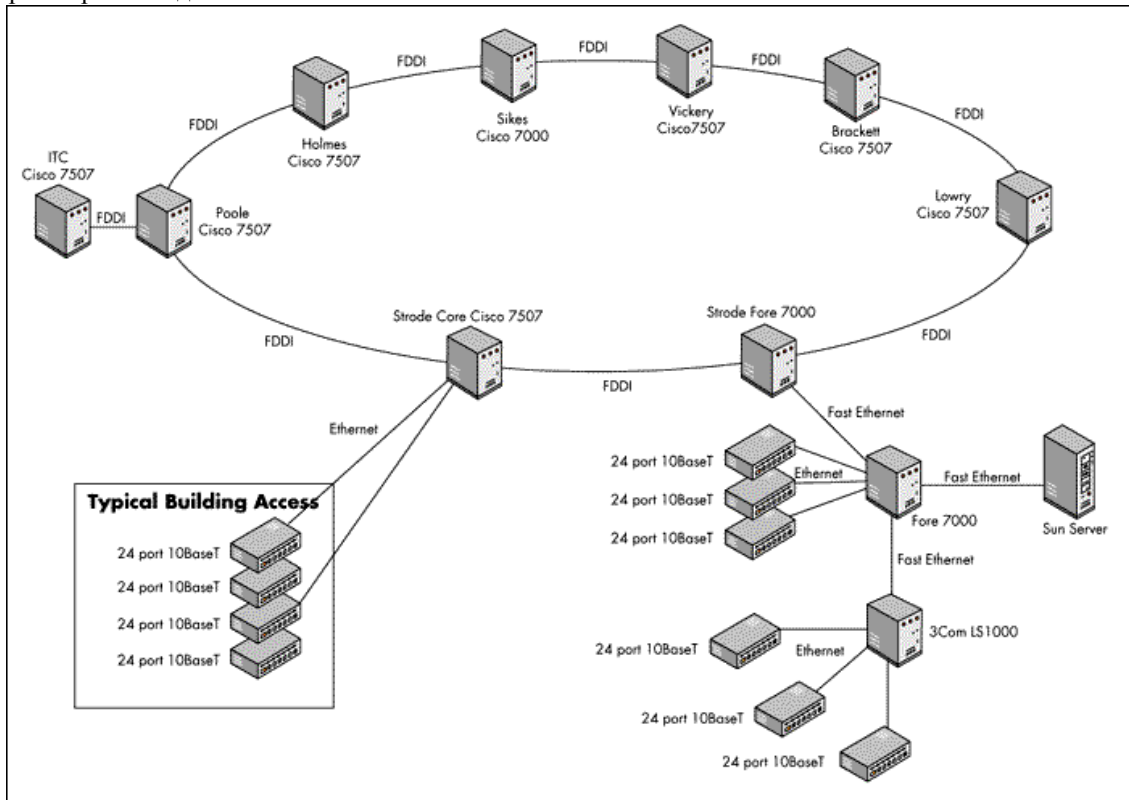 FDDI
FDDI
FDDI
FDDI
FDDI
FDDI
FDDI
FDDI
FDDI
ITC
Cisco 7507
Poole
Cisco 7507
Holmes
Cisco 7507
Sikes
Cisco 7000
Vickery
Cisco7507
Brackett
Cisco 7507
Lowry
Cisco 7507
Strode Core Cisco 7507
Strode Fore 7000
Ethernet
Typical Building Access
24 port 10BaseT
24 port 10BaseT
24 port 10BaseT
24 port 10BaseT
Fast Ethernet
24 port 10BaseT
24 port 10BaseT
24 port 10BaseT
Ethernet
Fast Ethernet
Fore 7000
Sun Server
Fast Ethernet
3Com LS1000
24 port 10BaseT
Ethernet
24 port 10BaseT
24 port 10BaseT